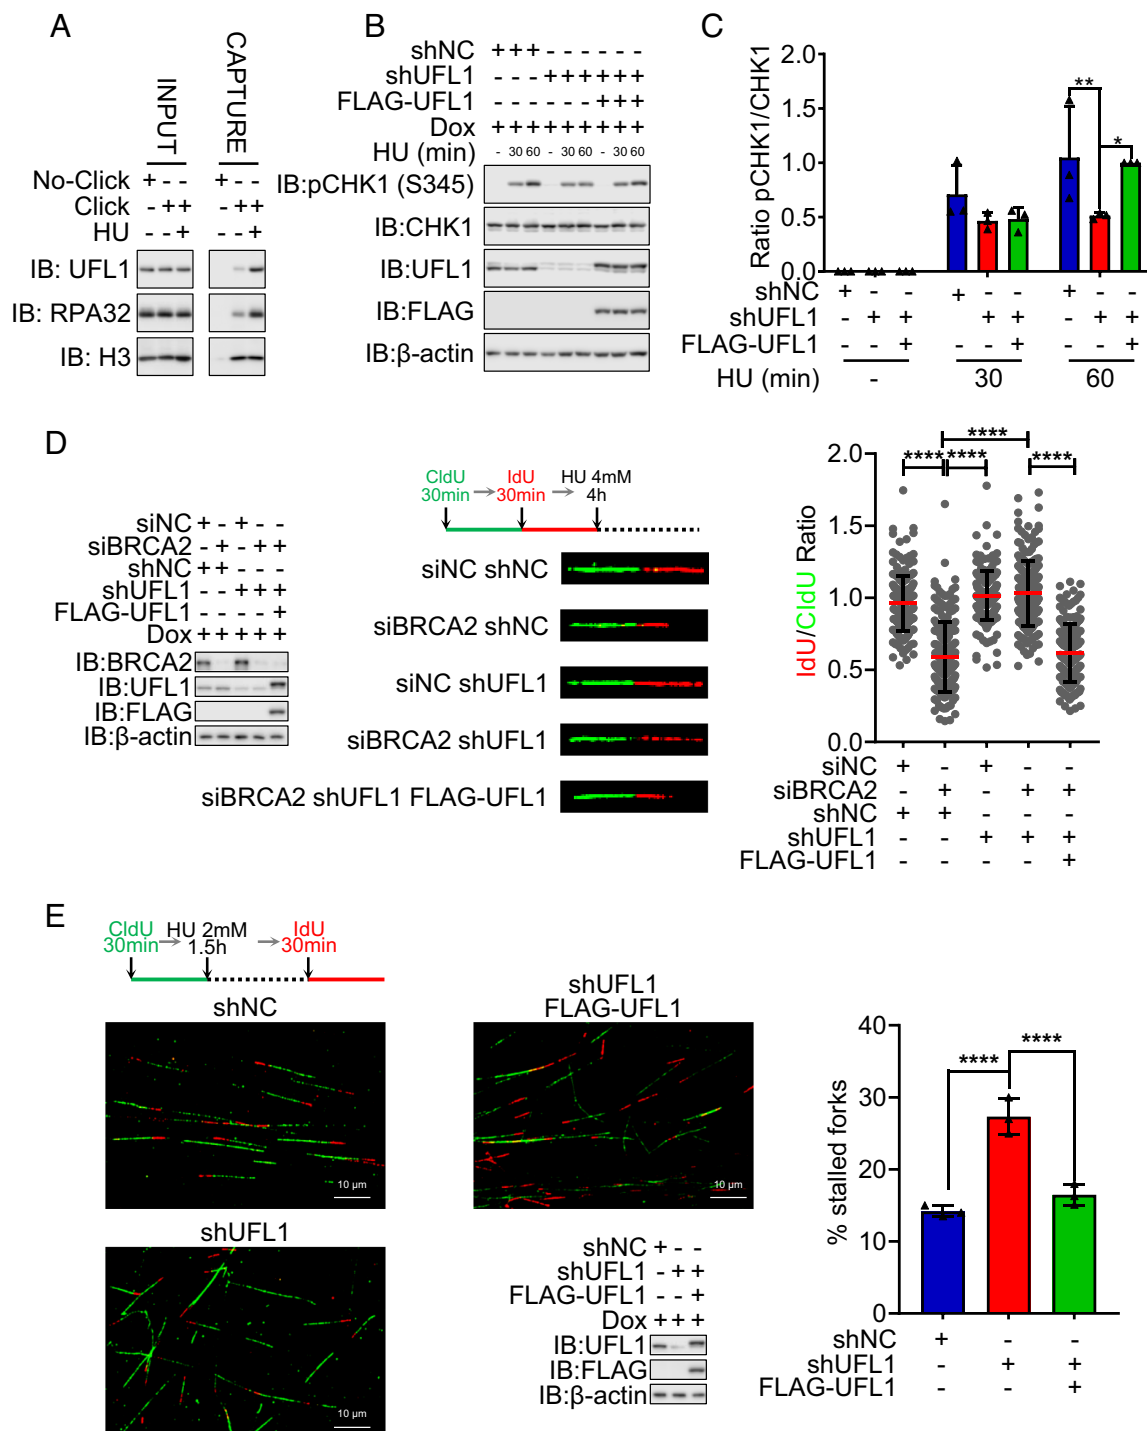 A
INPUT
CAPTURE
No-Click + - - + - -
Click - + + - + +
HU - - + - - +
IB: UFL1
IB: RPA32
IB: H3
B
shNC + + + - - - - - -
shUFL1 - - - + + + + + +
FLAG-UFL1 - - - - - - + + +
Dox + + + + + + + + +
HU (min) - 30 60 - 30 60 - 30 60
IB:pCHK1 (S345)
IB:CHK1
IB:UFL1
IB:FLAG
IB:β-actin
C
Ratio pCHK1/CHK1
2.0
1.5
1.0
0.5
0.0
** *
shNC + - - + - - + - -
shUFL1 - + + - + + - + +
FLAG-UFL1 - - + - - + - - +
HU (min) - 30 60
D
siNC + - + - -
siBRCA2 - + - + +
shNC + + - - -
shUFL1 - - + + +
FLAG-UFL1 - - - - +
Dox + + + + +
IB:BRCA2
IB:UFL1
IB:FLAG
IB:β-actin
CldU 30min
IdU 30min
HU 4mM 4h
siNC shNC
siBRCA2 shNC
siNC shUFL1
siBRCA2 shUFL1
siBRCA2 shUFL1 FLAG-UFL1
IdU/CldU Ratio
2.0
1.5
1.0
0.5
0.0
****
**** **** ****
siNC + - + - -
siBRCA2 - + - + +
shNC + + - - -
shUFL1 - - + + +
FLAG-UFL1 - - - - +
E
CldU 30min
HU 2mM 1.5h
IdU 30min
shNC
10 µm
shUFL1
FLAG-UFL1
10 µm
shUFL1
10 µm
shNC + - -
shUFL1 - + +
FLAG-UFL1 - - +
Dox + + +
IB:UFL1
IB:FLAG
IB:β-actin
% stalled forks
40
30
20
10
0
**** ****
shNC + - -
shUFL1 - + +
FLAG-UFL1 - - +